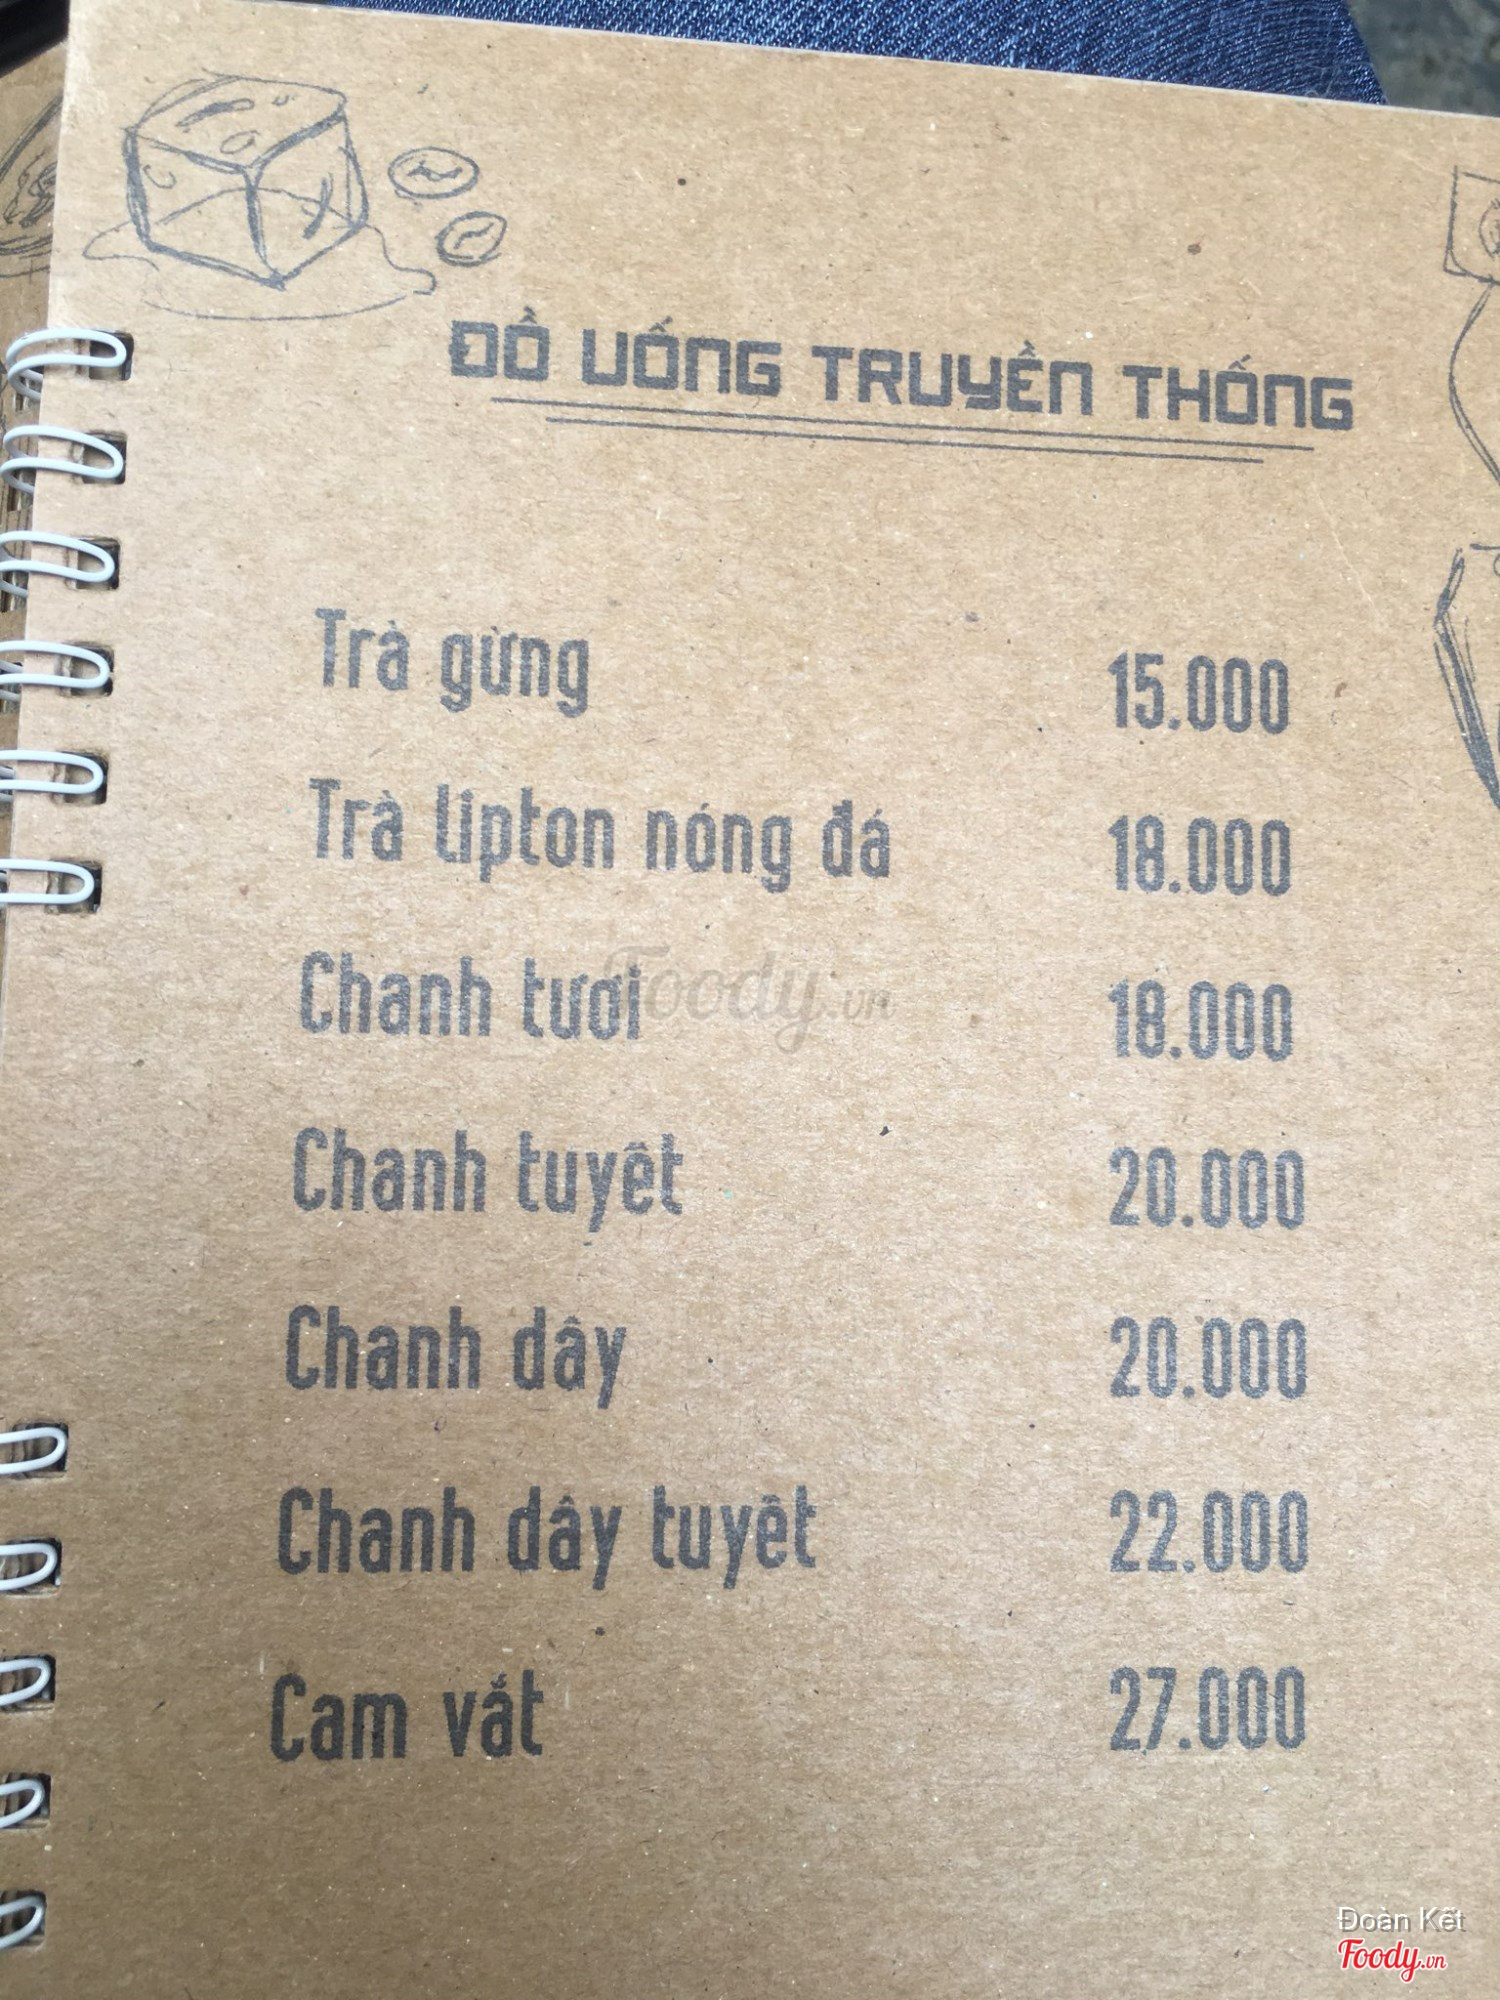 ĐỒ UỐNG TRUYỀN THỐNG
Trà gừng 15.000
Trà lipton nóng đá 18.000
Chanh tươi 18.000
Foody.vn
Chanh tuyết 20.000
Chanh dây 20.000
Chanh dây tuyết 22.000
Cam vắt 27.000
Đoàn Kết
Foody.vn